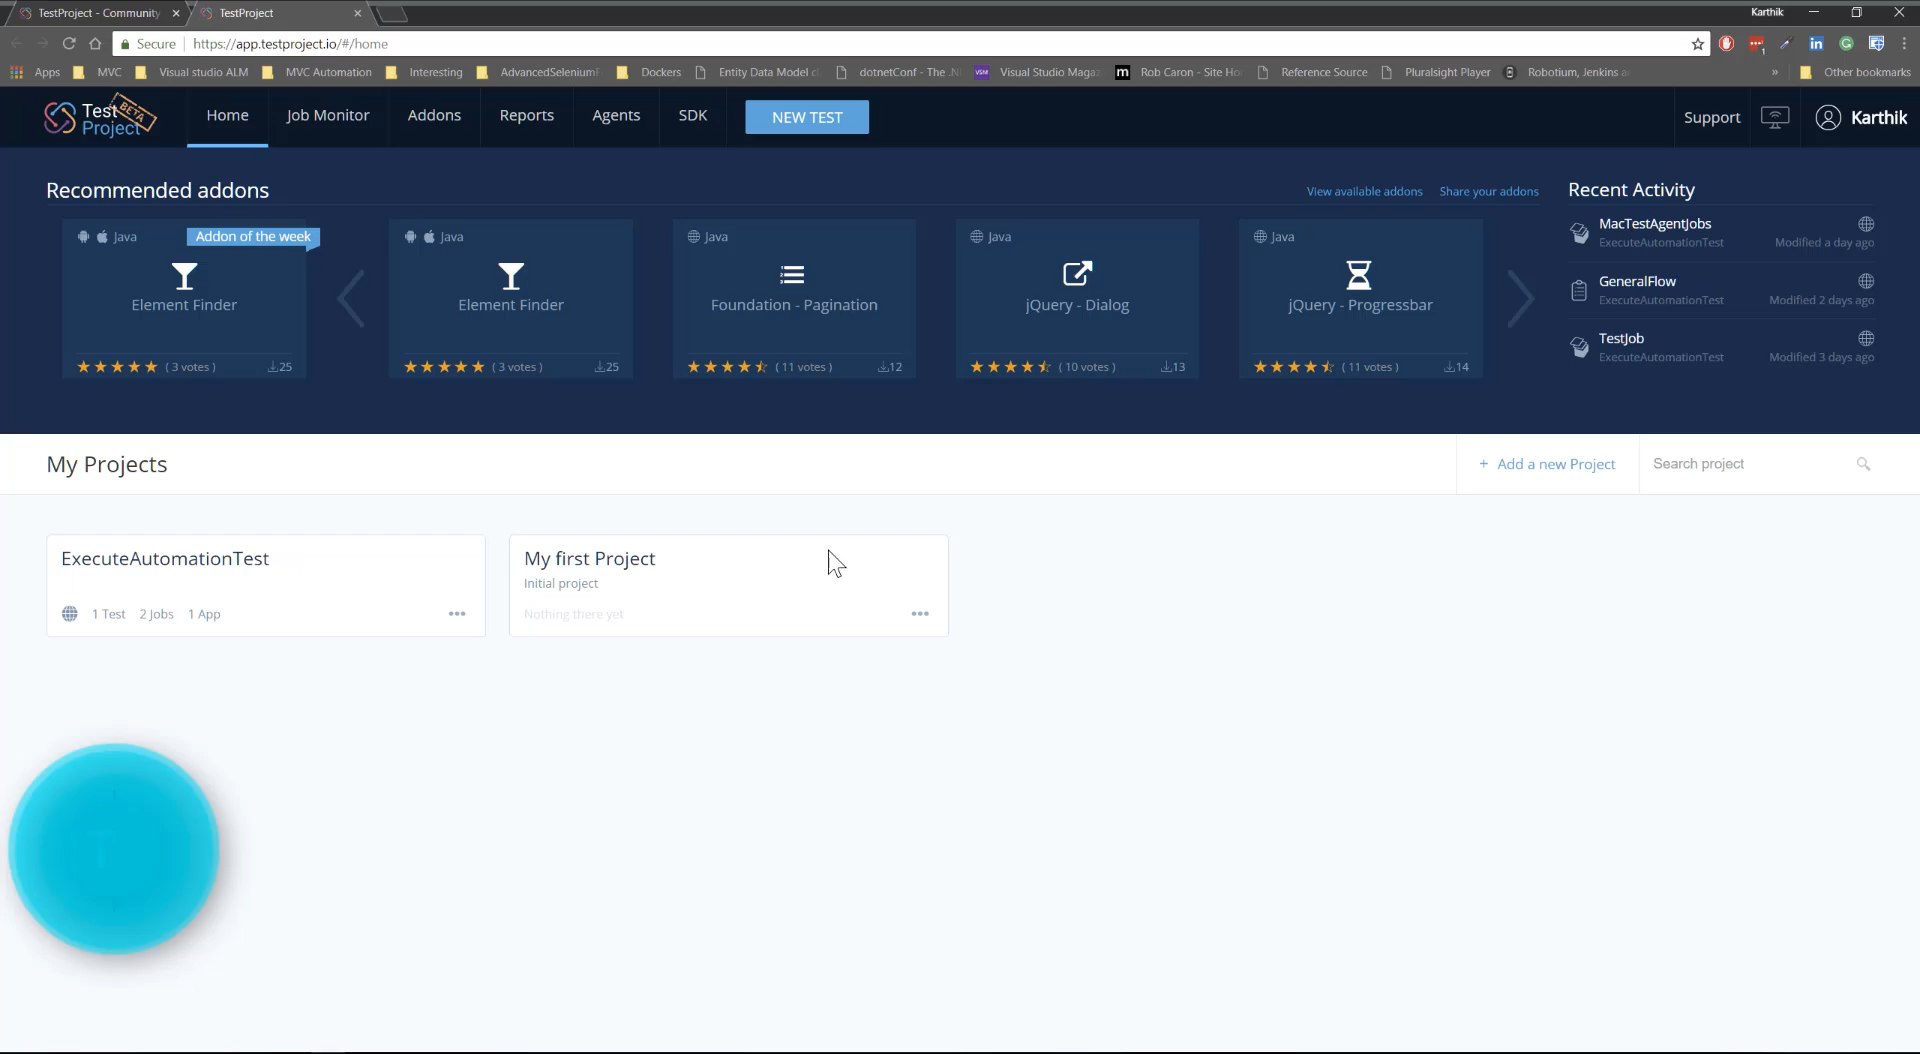 TestProject - Community
TestProject
Karthik
Secure
https://app.testproject.io/#/home
Apps
MVC
Visual studio ALM
MVC Automation
Interesting
AdvancedSelenium
Dockers
Entity Data Model
dotnetConf - The .N
Visual Studio Maga
Rob Caron - Site Ho
Reference Source
Pluralsight Player
Robotium, Jenkins a
»
Other bookmarks
Test
Project
BETA
Home
Job Monitor
Addons
Reports
Agents
SDK
NEW TEST
Support
Karthik
Recommended addons
View available addons
Share your addons
Java
Addon of the week
Element Finder
( 3 votes )
25
Java
Element Finder
( 3 votes )
25
Java
Foundation - Pagination
( 11 votes )
12
Java
jQuery - Dialog
( 10 votes )
13
Java
jQuery - Progressbar
( 11 votes )
14
Recent Activity
MacTestAgentJobs
ExecuteAutomationTest
Modified a day ago
GeneralFlow
ExecuteAutomationTest
Modified 2 days ago
TestJob
ExecuteAutomationTest
Modified 3 days ago
My Projects
+ Add a new Project
Search project
ExecuteAutomationTest
1 Test 2 Jobs 1 App
My first Project
Initial project
Nothing there yet